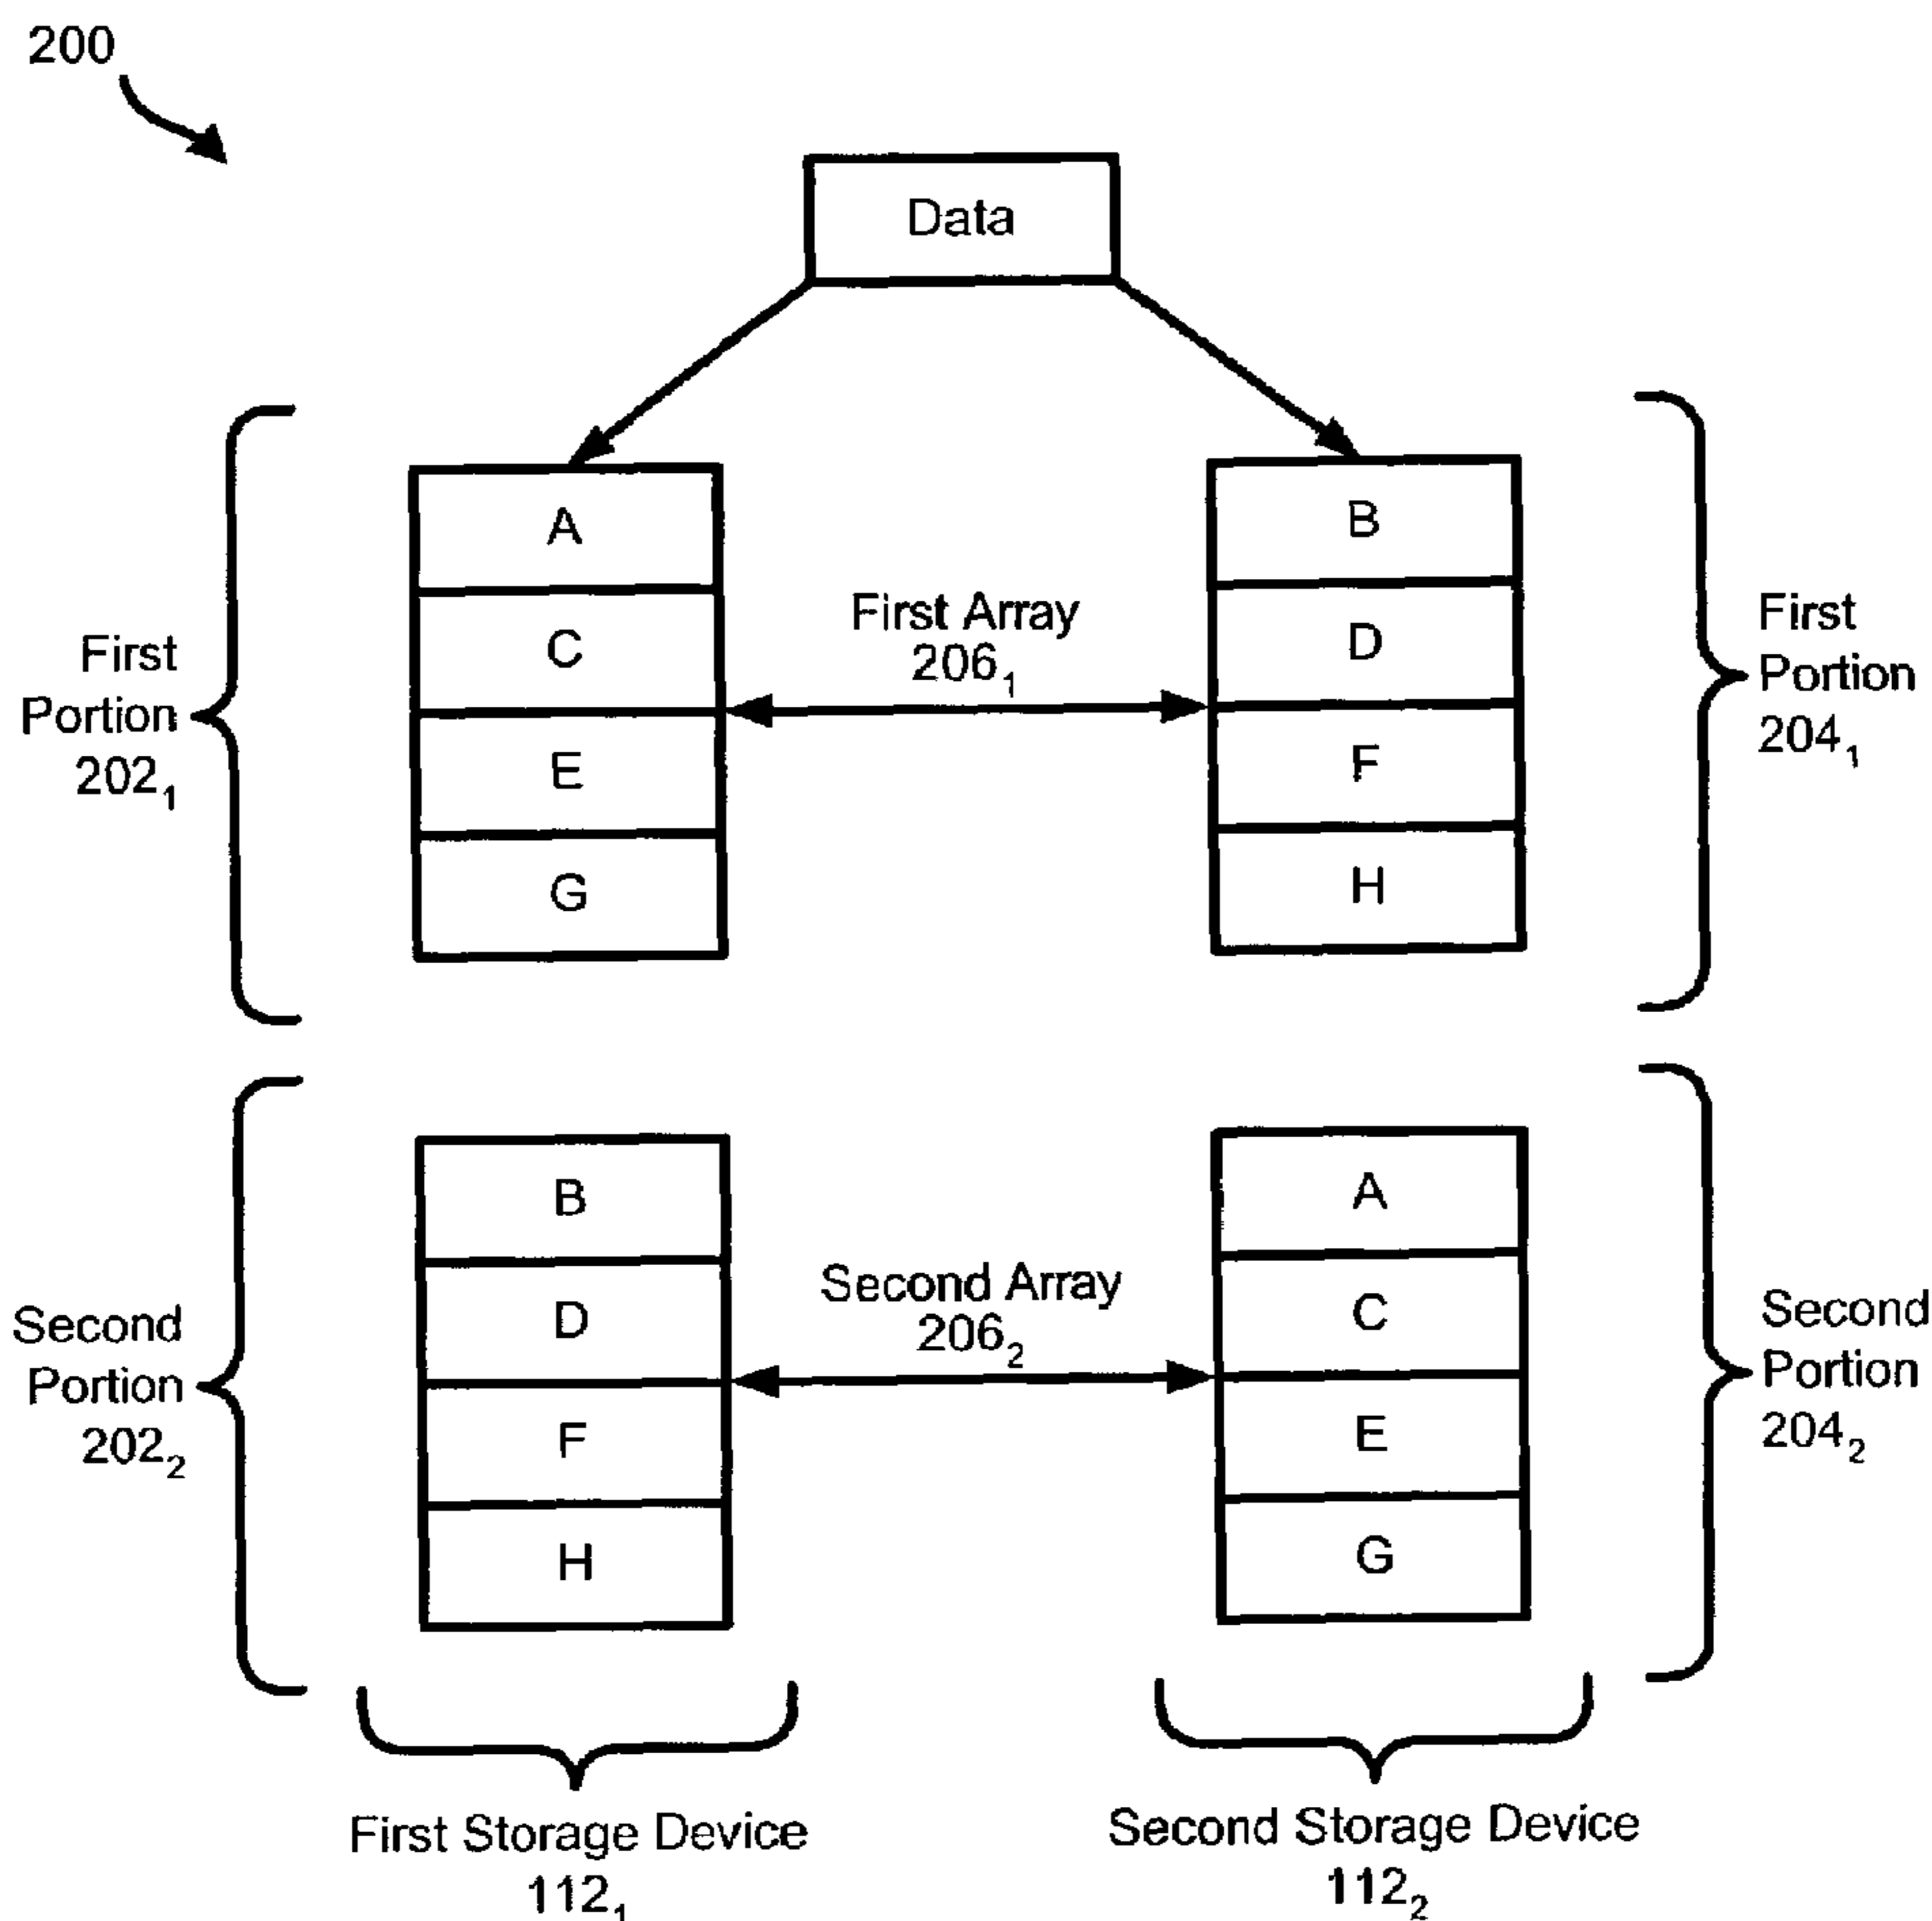 200
Data
A
C
E
G
First Array
206₁
B
D
F
H
First
Portion
202₁
First
Portion
204₁
B
D
F
H
Second Array
206₂
A
C
E
G
Second
Portion
202₂
Second
Portion
204₂
First Storage Device
112₁
Second Storage Device
112₂